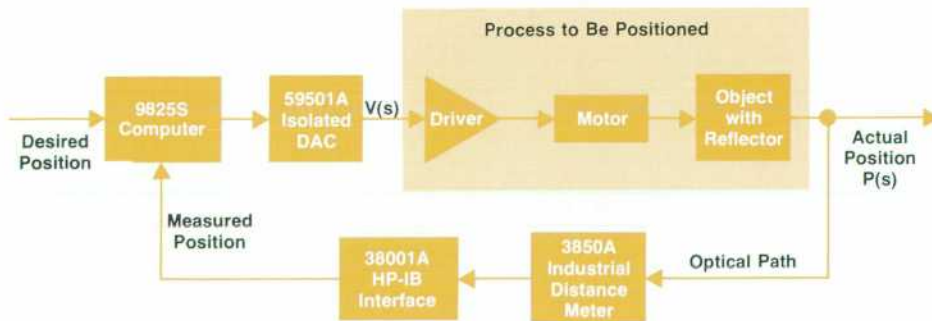 Process to Be Positioned
9825S
Computer
59501A
Isolated
DAC
V(s)
Driver
Motor
Object
with
Reflector
Desired
Position
Actual
Position
P(s)
Measured
Position
38001A
HP-IB
Interface
3850A
Industrial
Distance
Meter
Optical Path